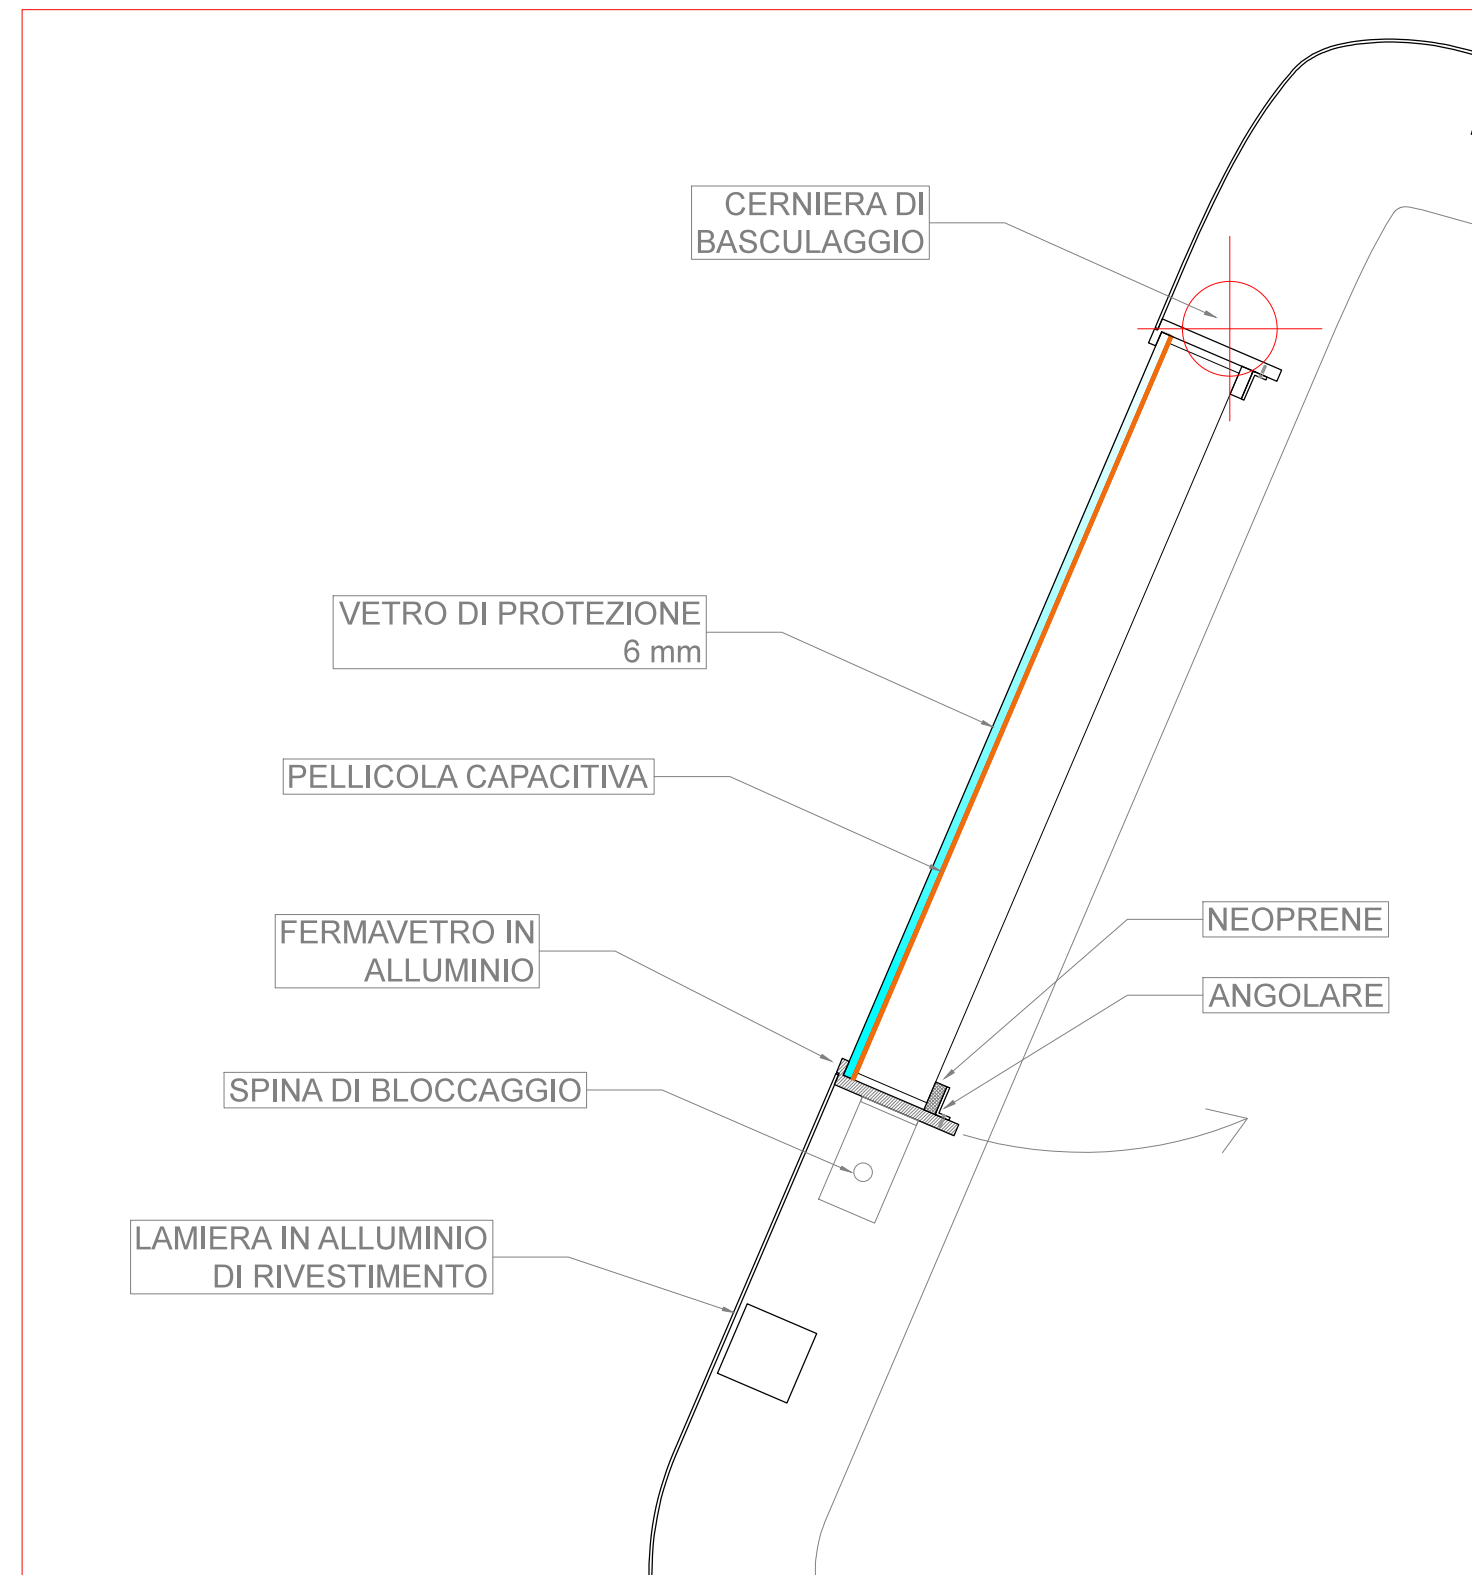 CERNIERA DI
BASCULAGGIO
VETRO DI PROTEZIONE
6 mm
PELLICOLA CAPACITIVA
FERMAVETRO IN
ALLUMINIO
NEOPRENE
ANGOLARE
SPINA DI BLOCCAGGIO
LAMIERA IN ALLUMINIO
DI RIVESTIMENTO